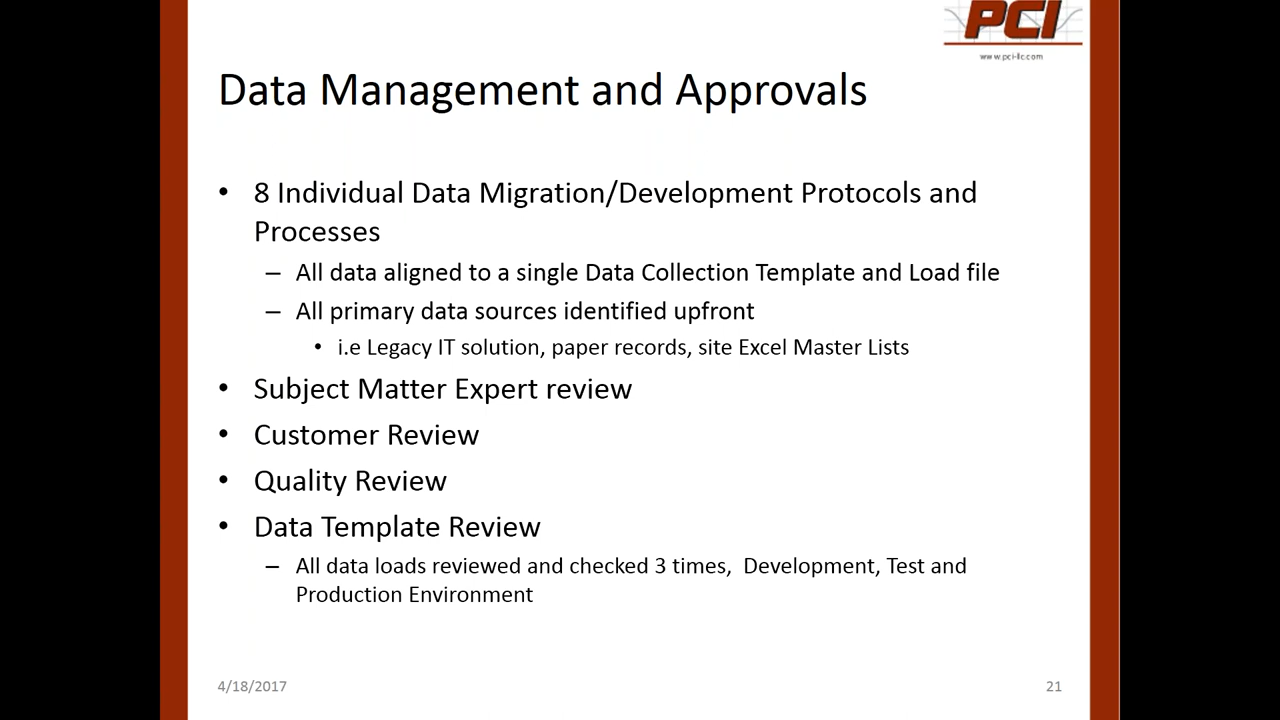 PCI
www.pci-llc.com
Data Management and Approvals
• 8 Individual Data Migration/Development Protocols and
Processes
– All data aligned to a single Data Collection Template and Load file
– All primary data sources identified upfront
• i.e Legacy IT solution, paper records, site Excel Master Lists
• Subject Matter Expert review
• Customer Review
• Quality Review
• Data Template Review
– All data loads reviewed and checked 3 times,  Development, Test and
Production Environment
4/18/2017
21